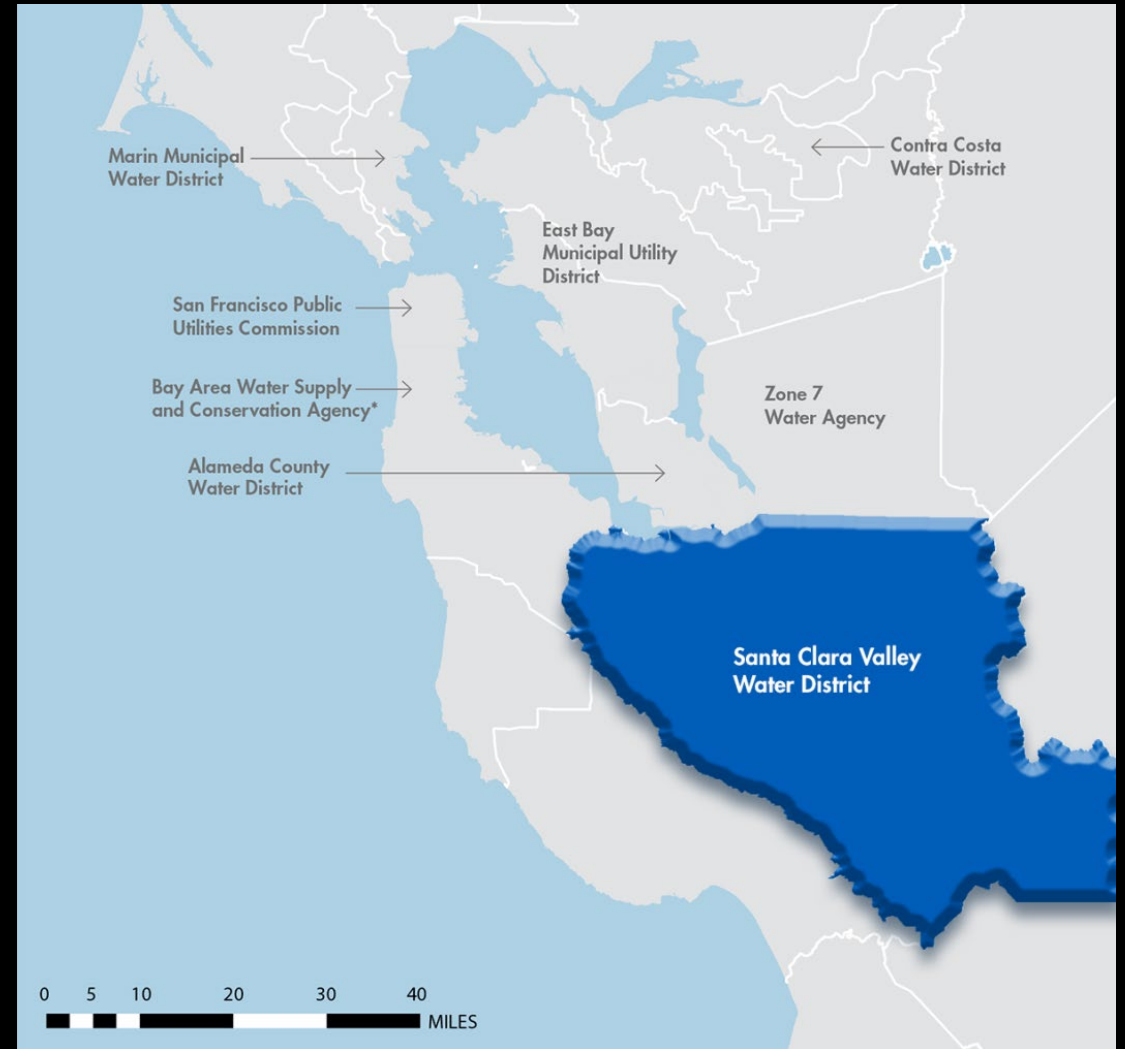 Marin Municipal
Water District
Contra Costa
Water District
East Bay
Municipal Utility
District
San Francisco Public
Utilities Commission
Bay Area Water Supply
and Conservation Agency*
Zone 7
Water Agency
Alameda County
Water District
Santa Clara Valley
Water District
0 5 10 20 30 40
MILES